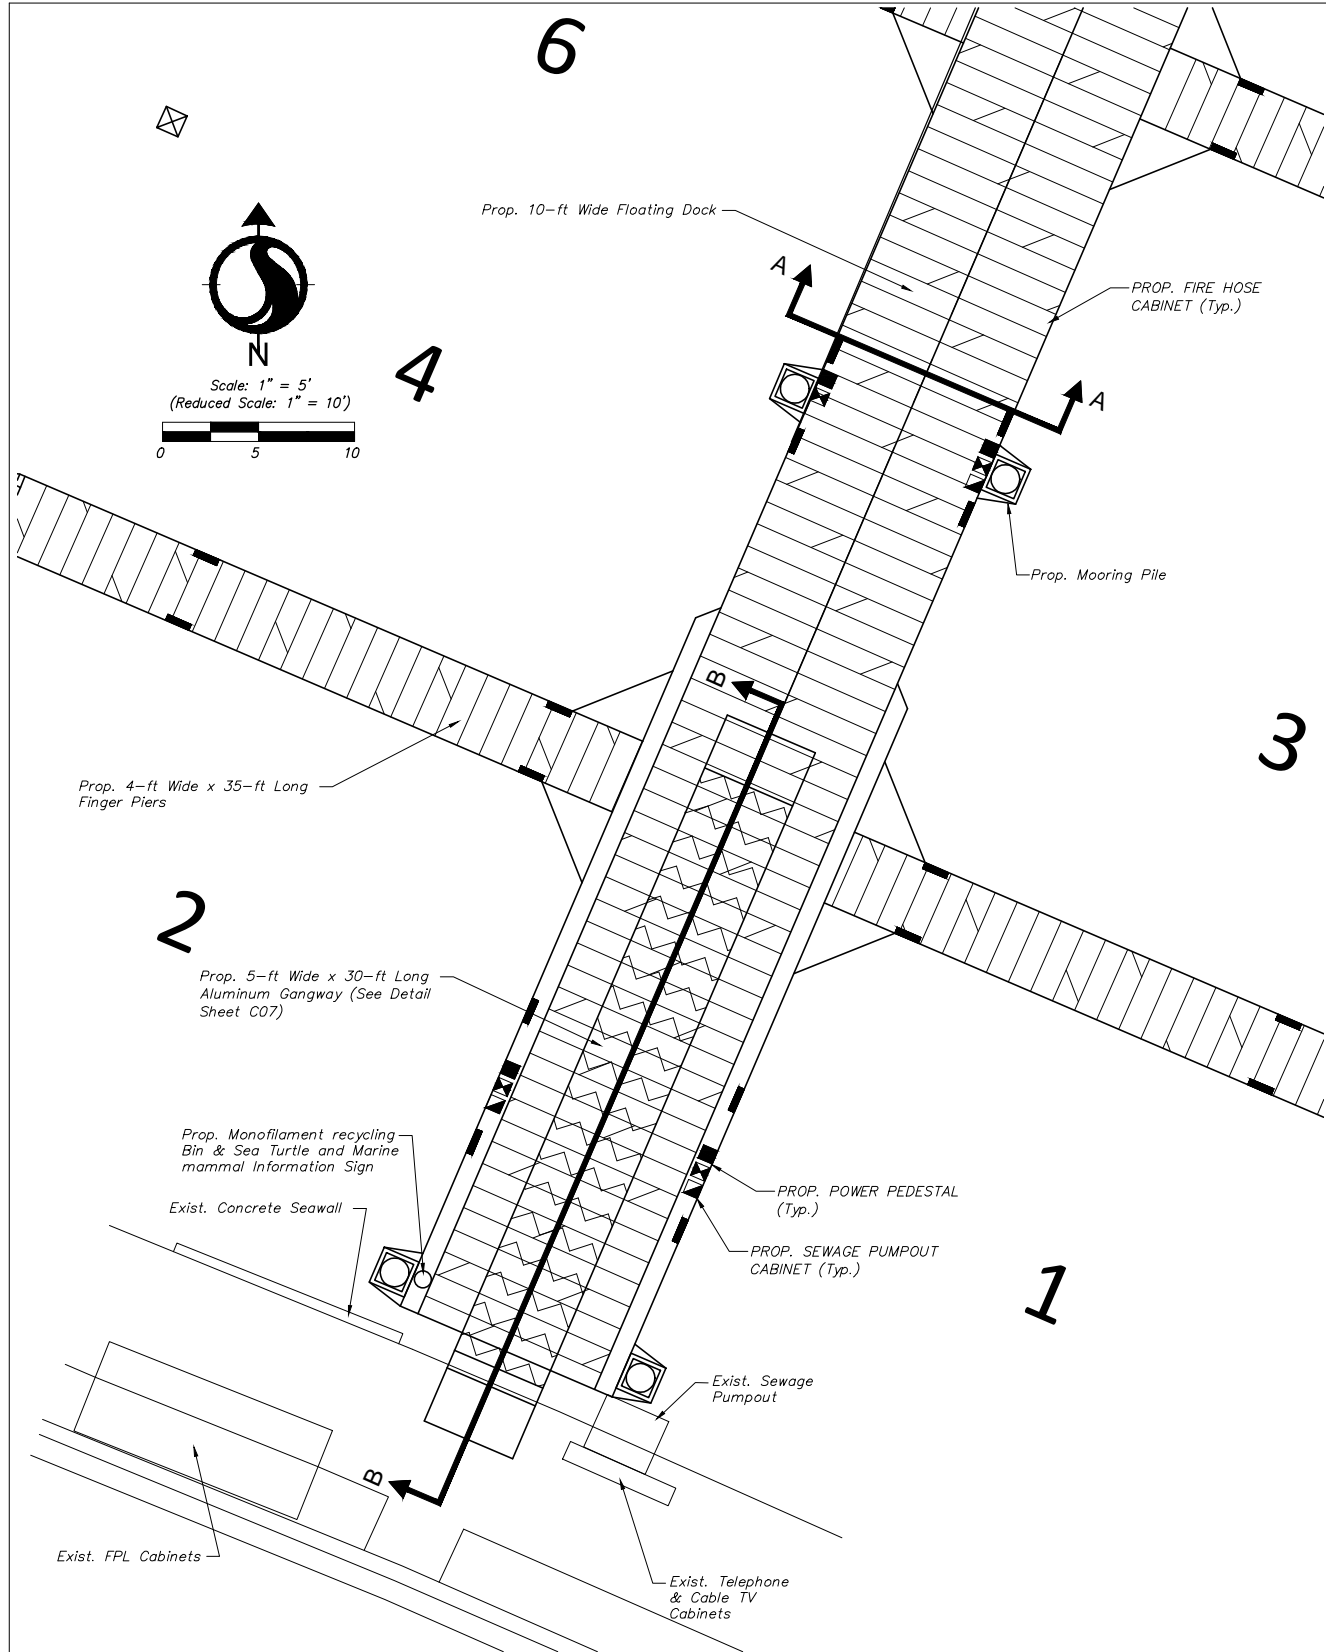 6
Prop. 10-ft Wide Floating Dock
A
PROP. FIRE HOSE
CABINET (Typ.)
N
4
Scale: 1" = 5'
(Reduced Scale: 1" = 10')
0 5 10
A
Prop. Mooring Pile
B
3
Prop. 4-ft Wide x 35-ft Long
Finger Piers
2
Prop. 5-ft Wide x 30-ft Long
Aluminum Gangway (See Detail
Sheet C07)
Prop. Monofilament recycling
Bin & Sea Turtle and Marine
mammal Information Sign
Exist. Concrete Seawall
PROP. POWER PEDESTAL
(Typ.)
PROP. SEWAGE PUMPOUT
CABINET (Typ.)
1
Exist. Sewage
Pumpout
B
Exist. FPL Cabinets
Exist. Telephone
& Cable TV
Cabinets